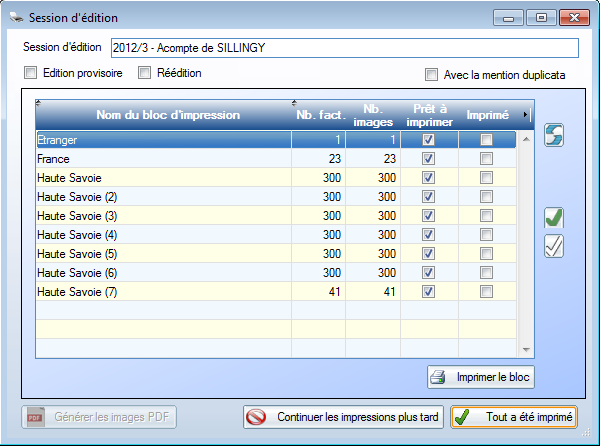 Session d'édition
Session d'édition 2012/3 - Acompte de SILLINGY
Edition provisoire Réédition Avec la mention duplicata
Nom du bloc d'impression Nb. fact. Nb. images Prêt à imprimer Imprimé
Etranger 1 1
France 23 23
Haute Savoie 300 300
Haute Savoie (2) 300 300
Haute Savoie (3) 300 300
Haute Savoie (4) 300 300
Haute Savoie (5) 300 300
Haute Savoie (6) 300 300
Haute Savoie (7) 41 41
Imprimer le bloc
PDF Générer les images PDF Continuer les impressions plus tard Tout a été imprimé